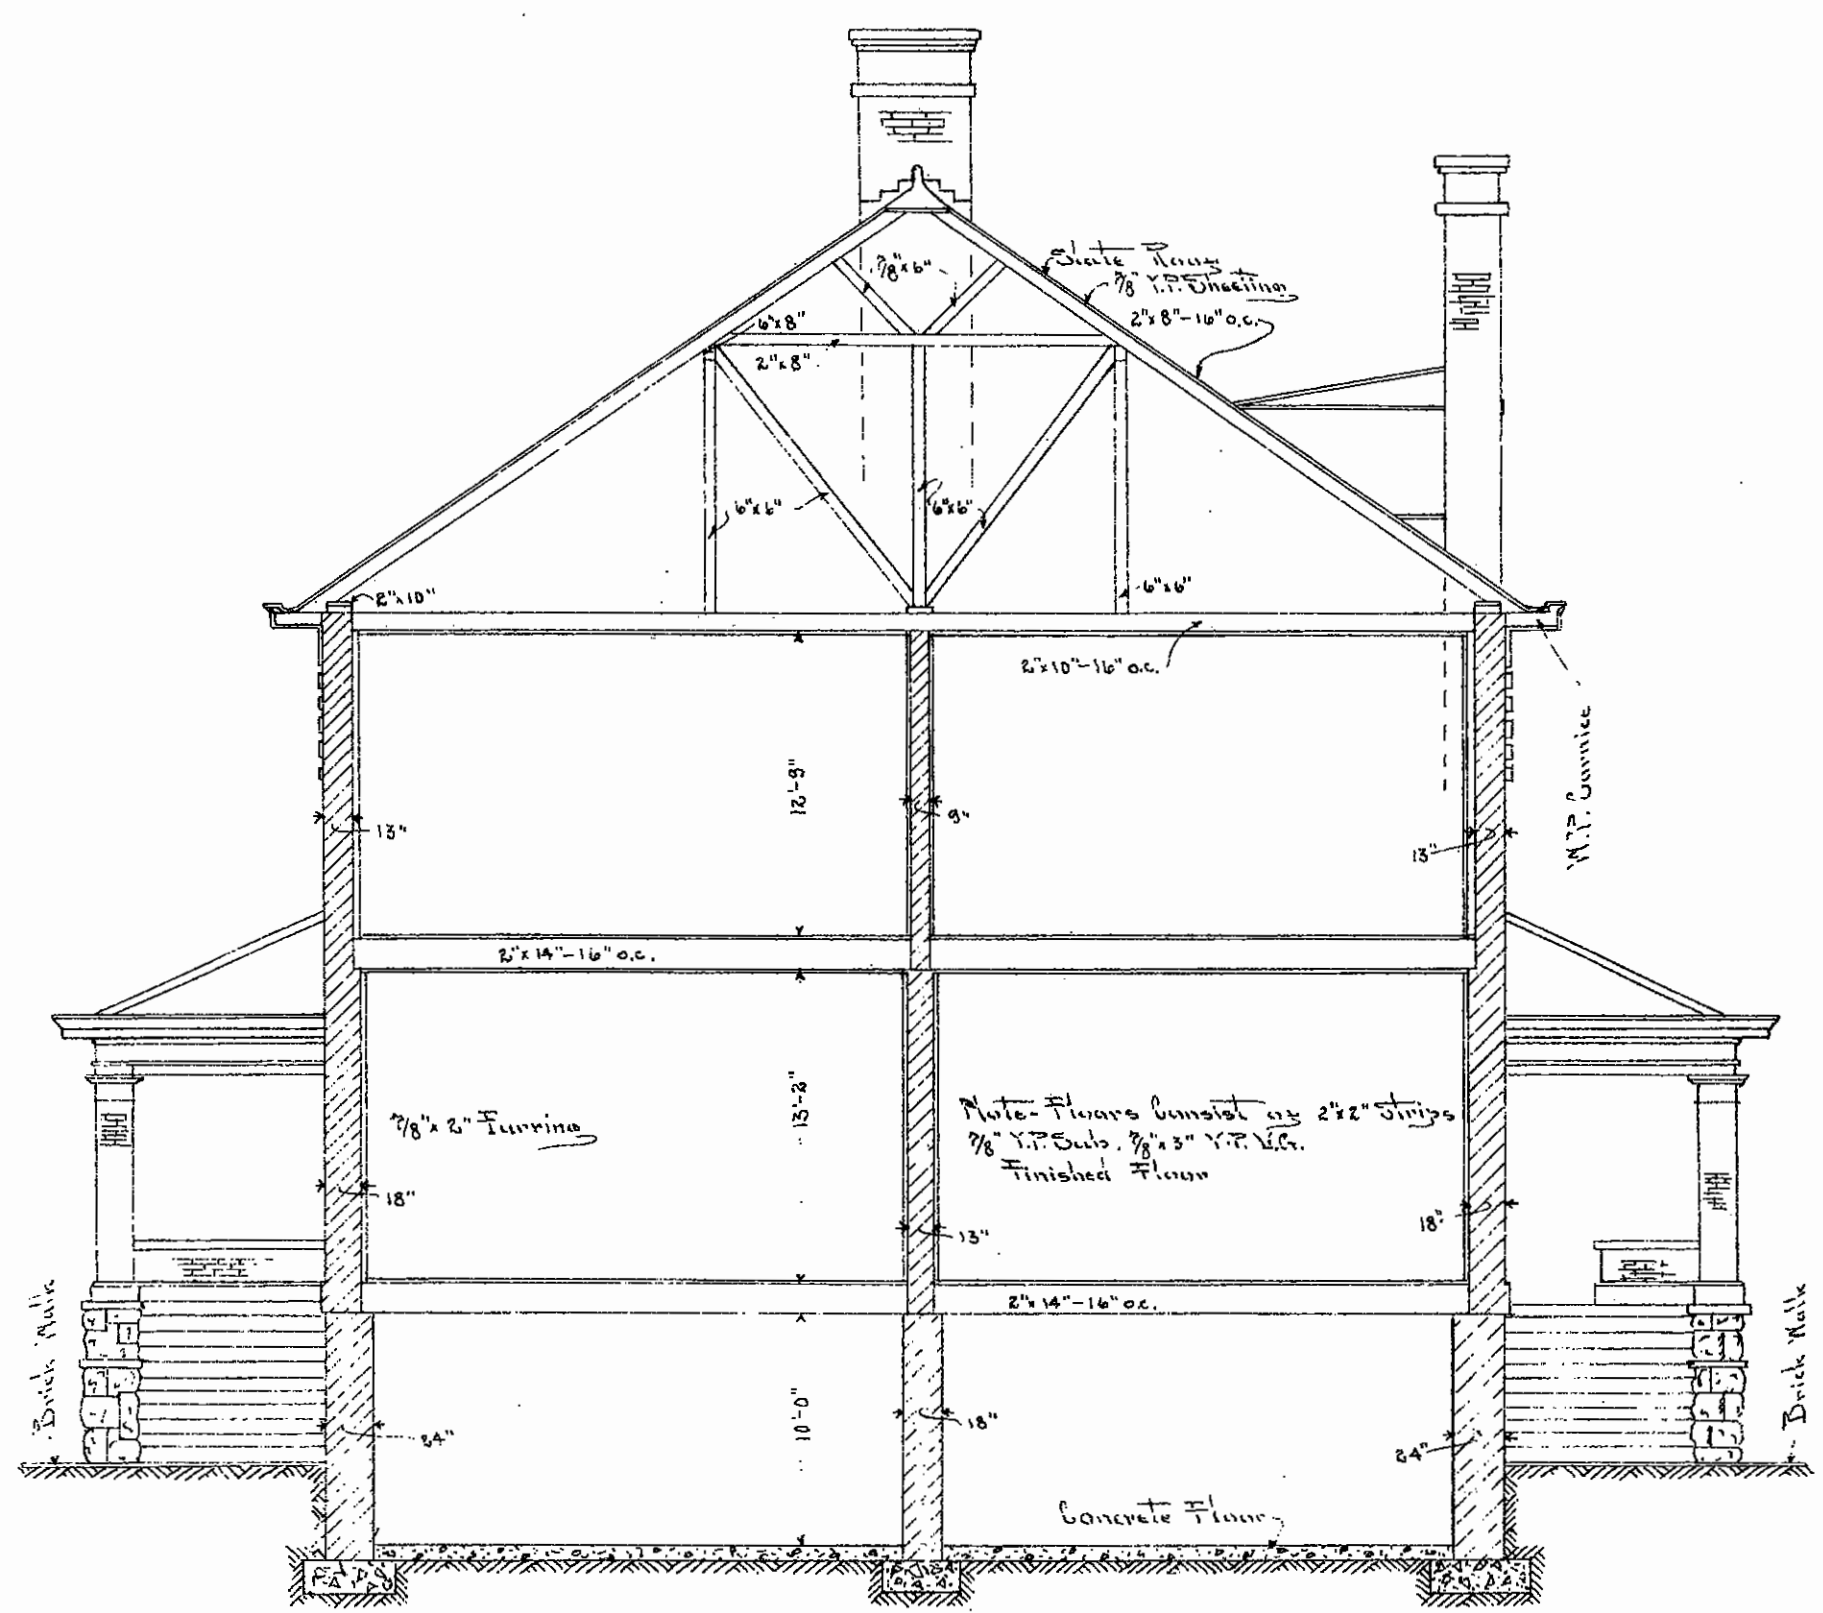 Slate Roof
7/8" Y.P. Sheeting
2"x8"-16" o.c.
7/8"x6"
6"x8"
2"x8"
6"x6"
6"x6"
6"x6"
2"x10"
2"x10"-16" o.c.
M.P. Cornice
12'-9"
13"
9"
13"
2"x14"-16" o.c.
13'-2"
7/8"x2" Furring
Note- Floors Consist of 2"x2" Strips
7/8" Y.P. Sub. 7/8"x3" Y.P. V.G.
Finished Floor
18"
13"
18"
2"x14"-16" o.c.
Brick Walk
Brick Walk
10'-0"
24"
18"
24"
Concrete Floor